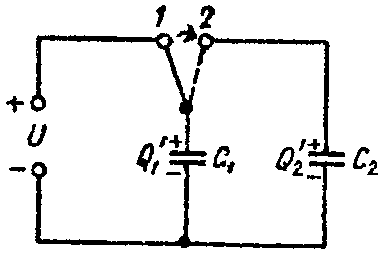 1 2
+
U
-
Q₁' + C₁
-
Q₂' + C₂
-